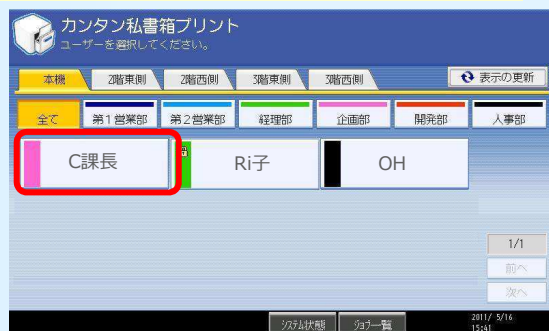 カンタン私書箱プリント
ユーザーを選択してください。
本機 2階東側 2階西側 3階東側 3階西側 表示の更新
全て 第1営業部 第2営業部 経理部 企画部 開発部 人事部
C課長 Ri子 OH
1/1
前へ
次へ
システム状態 ジョブ一覧 2011/ 5/16
15:41